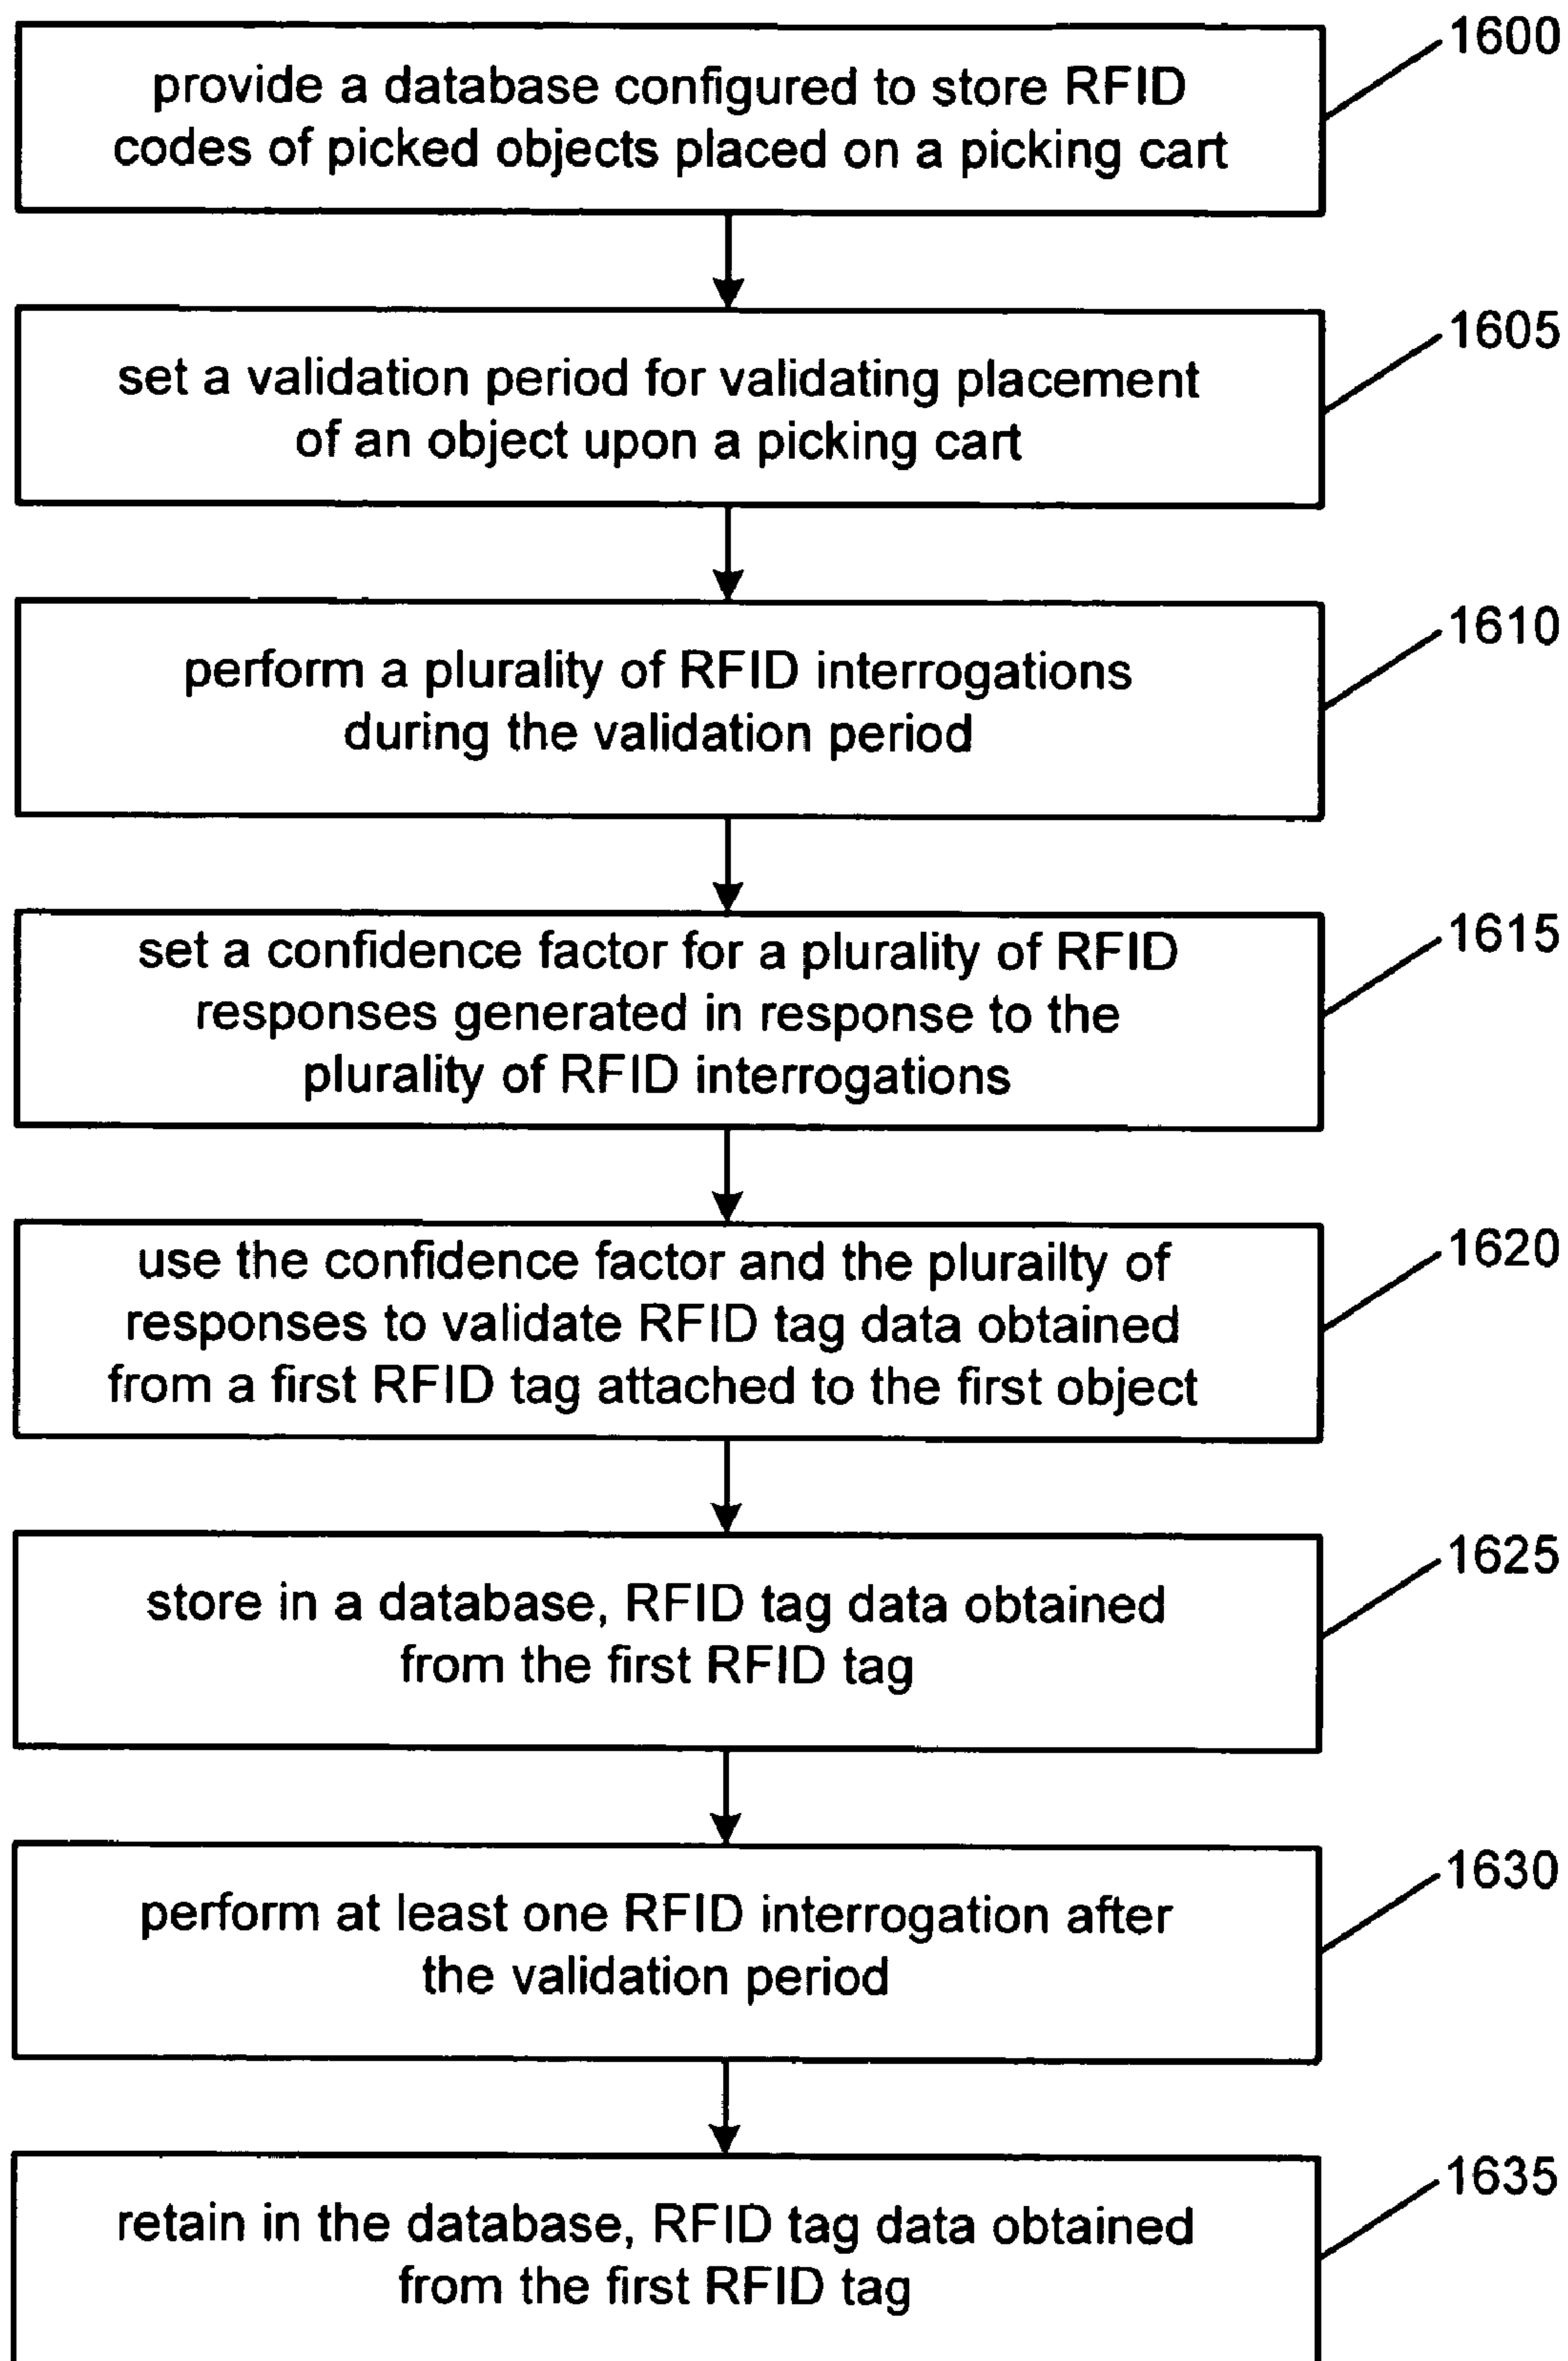 1600
provide a database configured to store RFID
codes of picked objects placed on a picking cart
1605
set a validation period for validating placement
of an object upon a picking cart
1610
perform a plurality of RFID interrogations
during the validation period
1615
set a confidence factor for a plurality of RFID
responses generated in response to the
plurality of RFID interrogations
1620
use the confidence factor and the plurailty of
responses to validate RFID tag data obtained
from a first RFID tag attached to the first object
1625
store in a database, RFID tag data obtained
from the first RFID tag
1630
perform at least one RFID interrogation after
the validation period
1635
retain in the database, RFID tag data obtained
from the first RFID tag